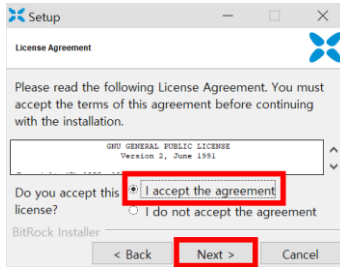 Setup
License Agreement
Please read the following License Agreement. You must
accept the terms of this agreement before continuing
with the installation.
GNU GENERAL PUBLIC LICENSE
Version 2, June 1991
Do you accept this
license?
I accept the agreement
I do not accept the agreement
BitRock Installer
< Back
Next >
Cancel